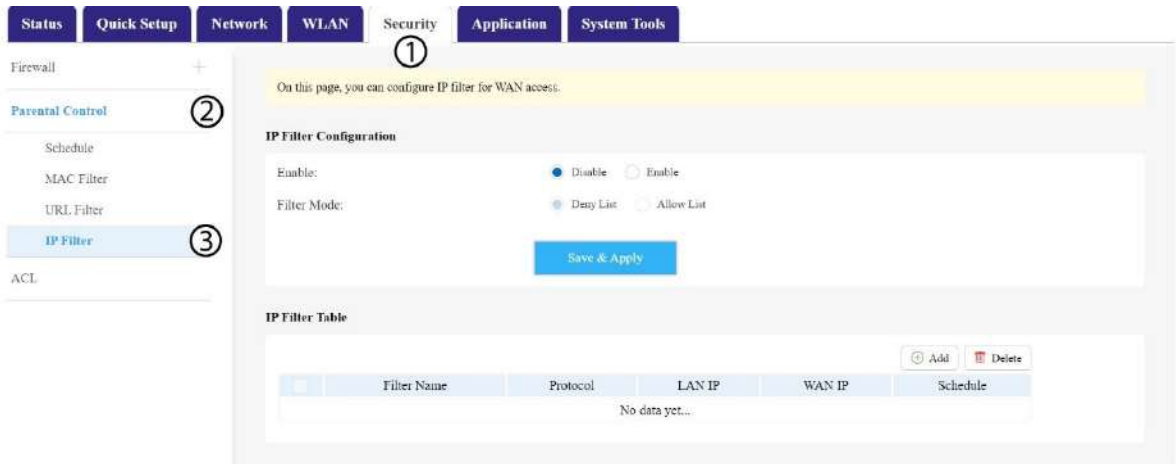 Status Quick Setup Network WLAN Security Application System Tools
①
Firewall
On this page, you can configure IP filter for WAN access.
Parental Control ②
IP Filter Configuration
Schedule
Enable: Disable Enable
MAC Filter
Filter Mode: Deny List Allow List
URL Filter
IP Filter ③
Save & Apply
ACL
IP Filter Table
Add Delete
Filter Name Protocol LAN IP WAN IP Schedule
No data yet...